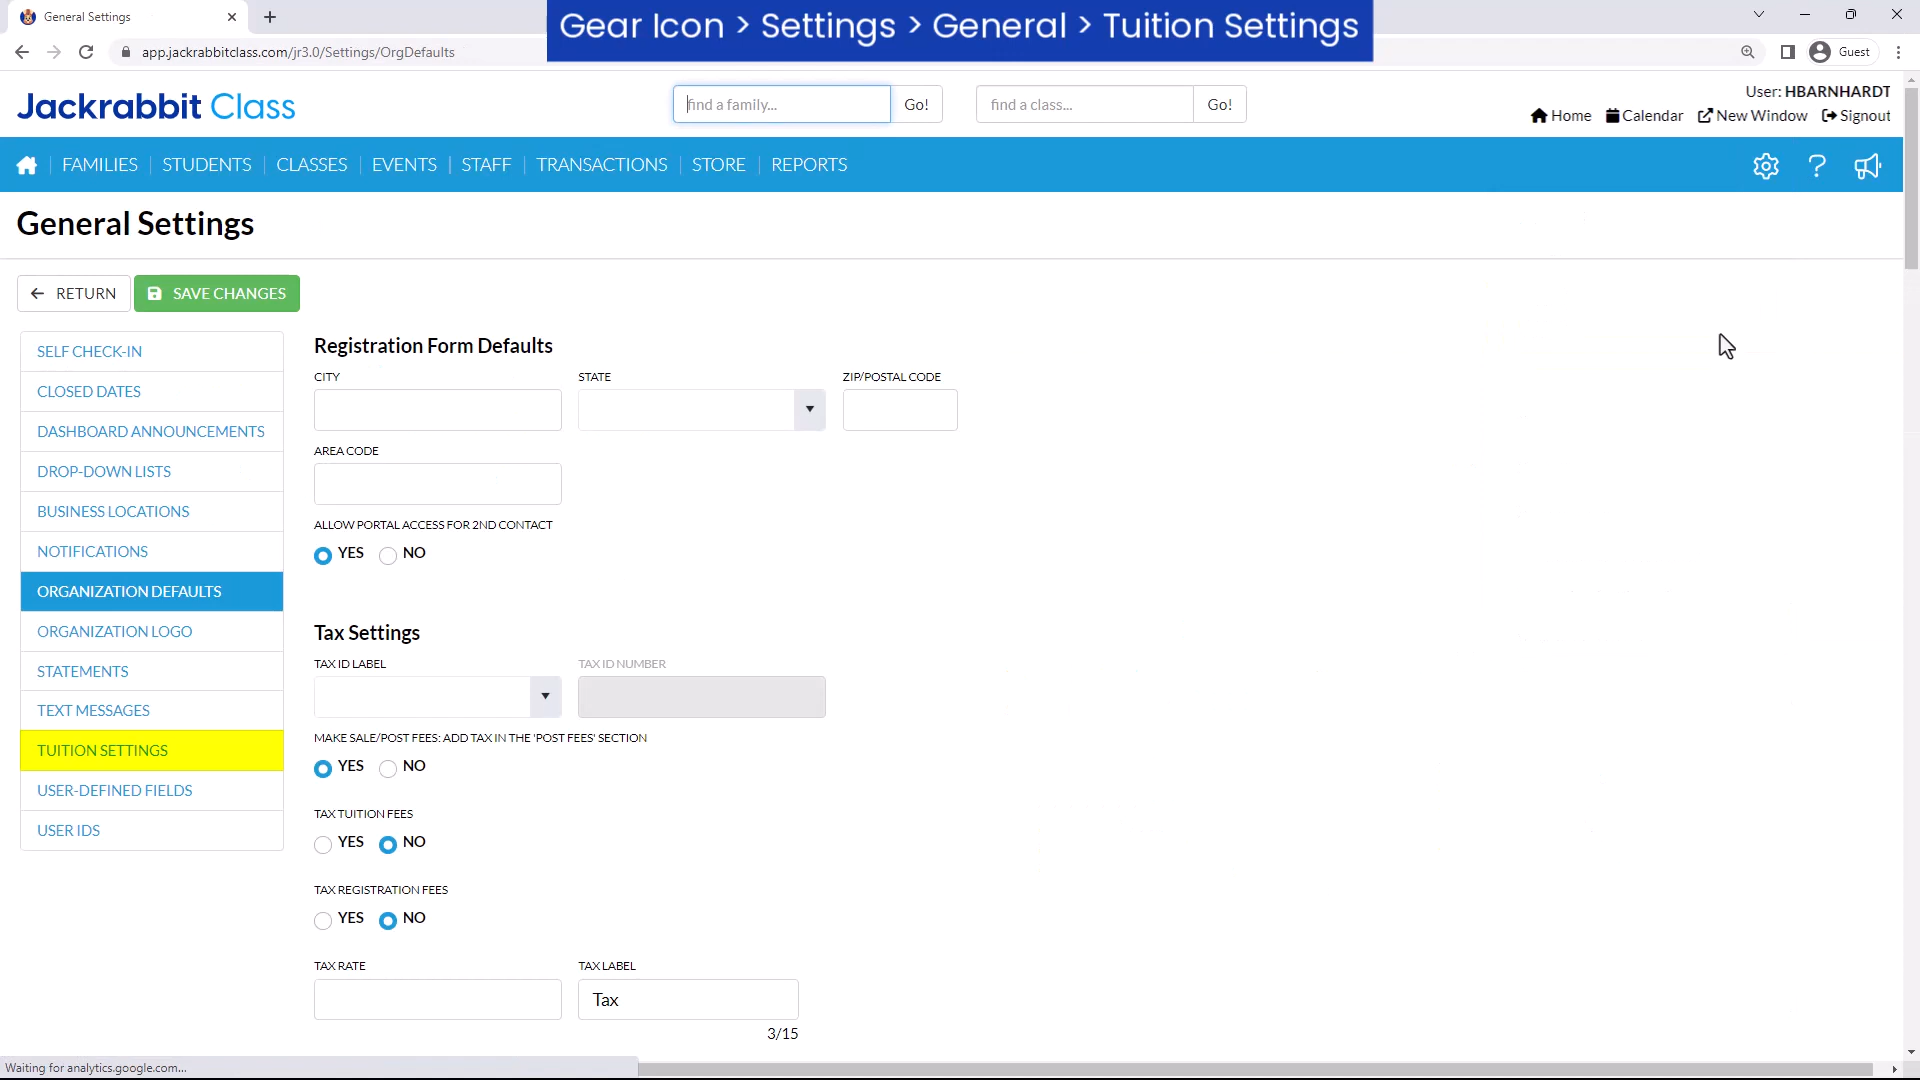 General Settings
Gear Icon > Settings > General > Tuition Settings
app.jackrabbitclass.com/jr3.0/Settings/OrgDefaults
Guest
Jackrabbit Class
find a family...
Go!
find a class...
Go!
User: HBARNHARDT
Home
Calendar
New Window
Signout
FAMILIES
STUDENTS
CLASSES
EVENTS
STAFF
TRANSACTIONS
STORE
REPORTS
General Settings
RETURN
SAVE CHANGES
SELF CHECK-IN
CLOSED DATES
DASHBOARD ANNOUNCEMENTS
DROP-DOWN LISTS
BUSINESS LOCATIONS
NOTIFICATIONS
ORGANIZATION DEFAULTS
ORGANIZATION LOGO
STATEMENTS
TEXT MESSAGES
TUITION SETTINGS
USER-DEFINED FIELDS
USER IDS
Registration Form Defaults
CITY
STATE
ZIP/POSTAL CODE
AREA CODE
ALLOW PORTAL ACCESS FOR 2ND CONTACT
YES NO
Tax Settings
TAX ID LABEL
TAX ID NUMBER
MAKE SALE/POST FEES: ADD TAX IN THE 'POST FEES' SECTION
YES NO
TAX TUITION FEES
YES NO
TAX REGISTRATION FEES
YES NO
TAX RATE
TAX LABEL
Tax
3/15
Waiting for analytics.google.com...